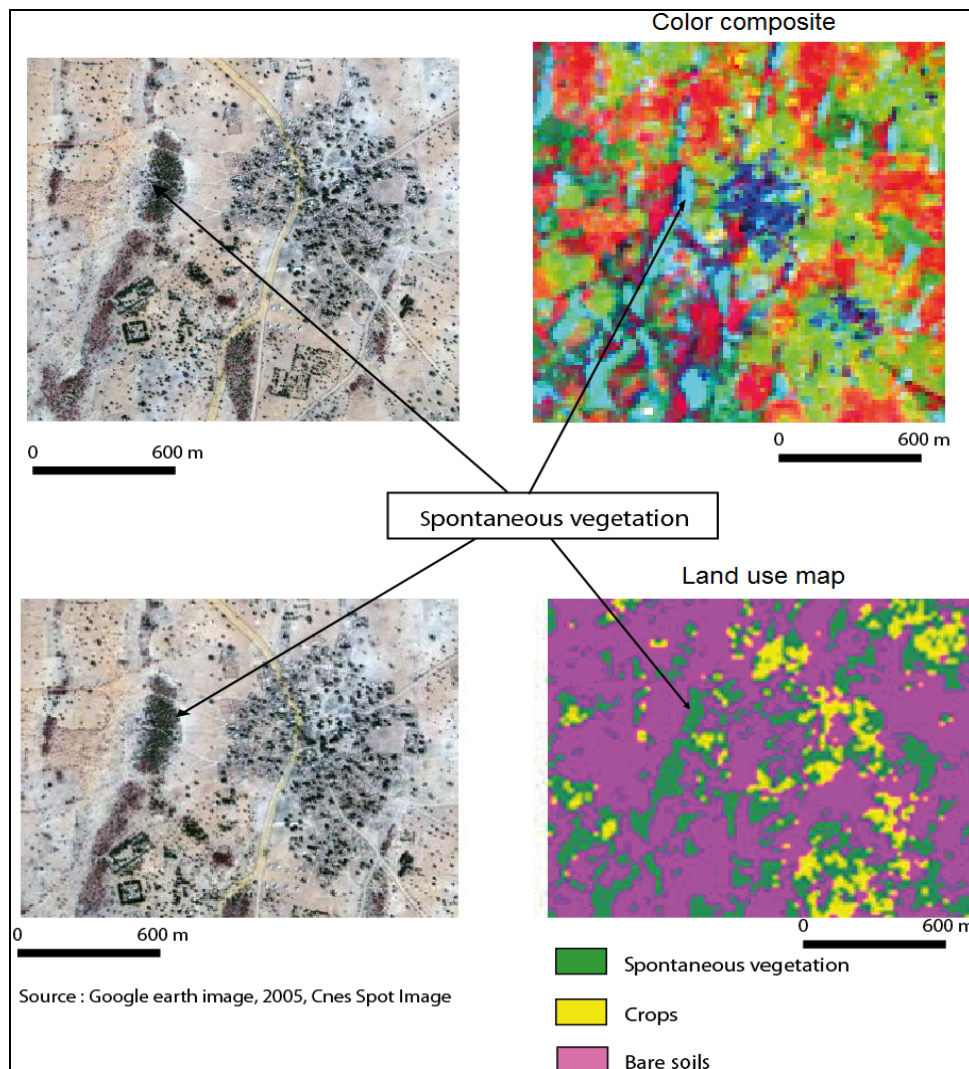 Color composite
0 600 m
0 600 m
Spontaneous vegetation
Land use map
0 600 m
0 600 m
Source : Google earth image, 2005, Cnes Spot Image
Spontaneous vegetation
Crops
Bare soils